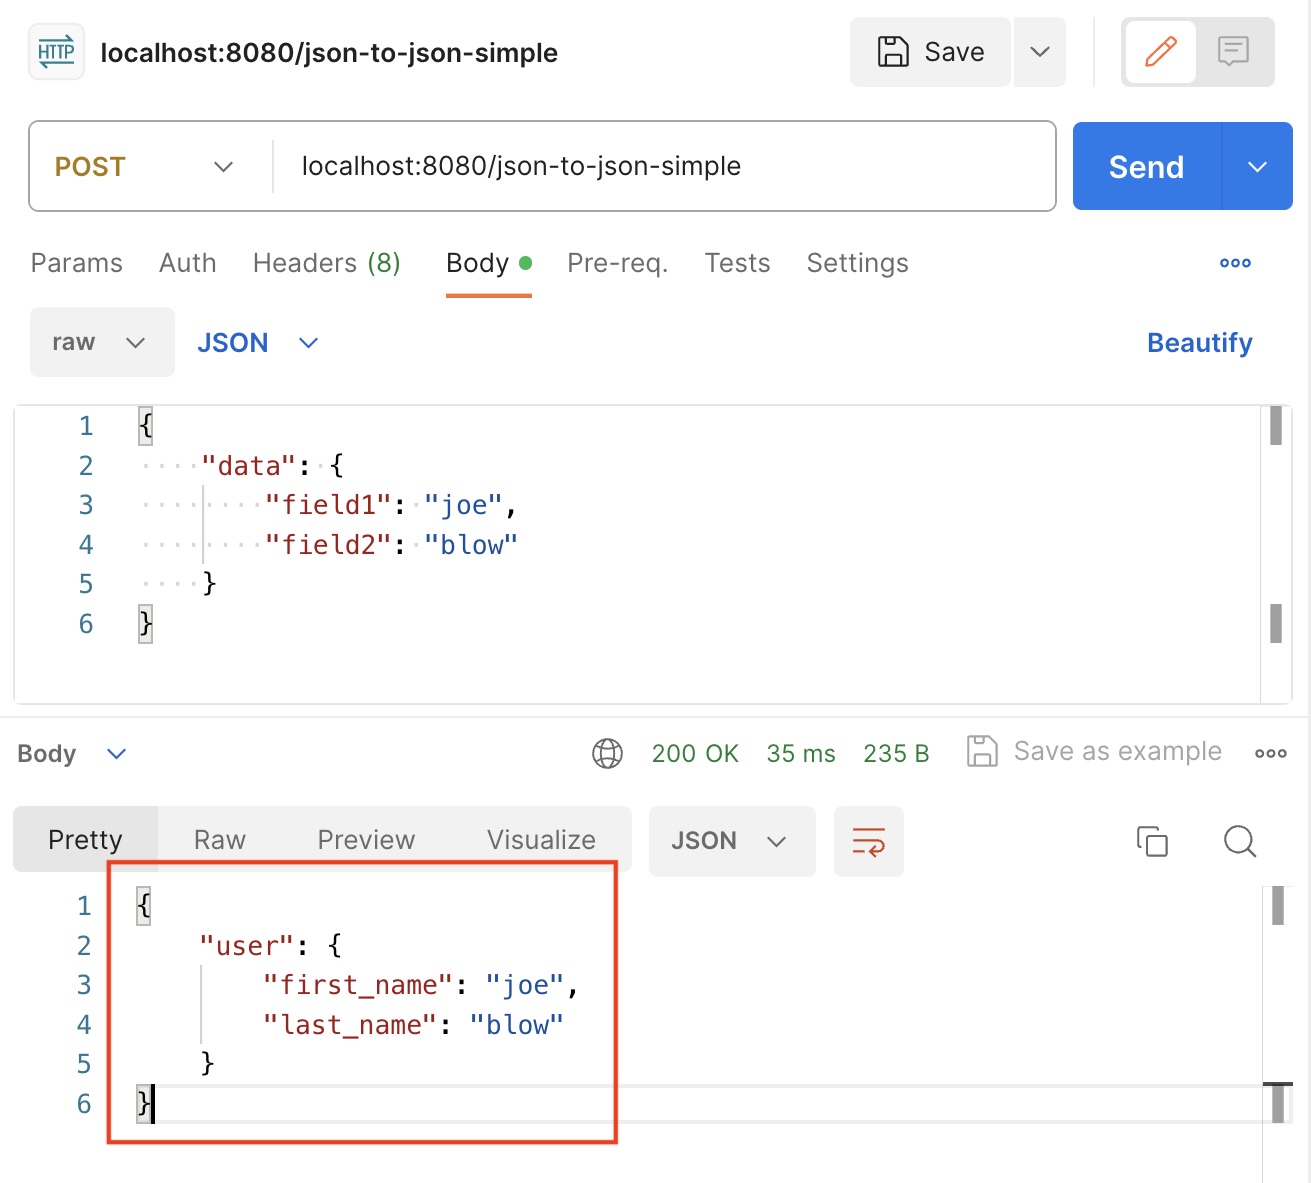 HTTP localhost:8080/json-to-json-simple Save
POST localhost:8080/json-to-json-simple Send
Params Auth Headers (8) Body Pre-req. Tests Settings
raw JSON Beautify
1 {
2     "data": {
3         "field1": "joe",
4         "field2": "blow"
5     }
6 }
Body 200 OK 35 ms 235 B Save as example
Pretty Raw Preview Visualize JSON
1 {
2     "user": {
3         "first_name": "joe",
4         "last_name": "blow"
5     }
6 }